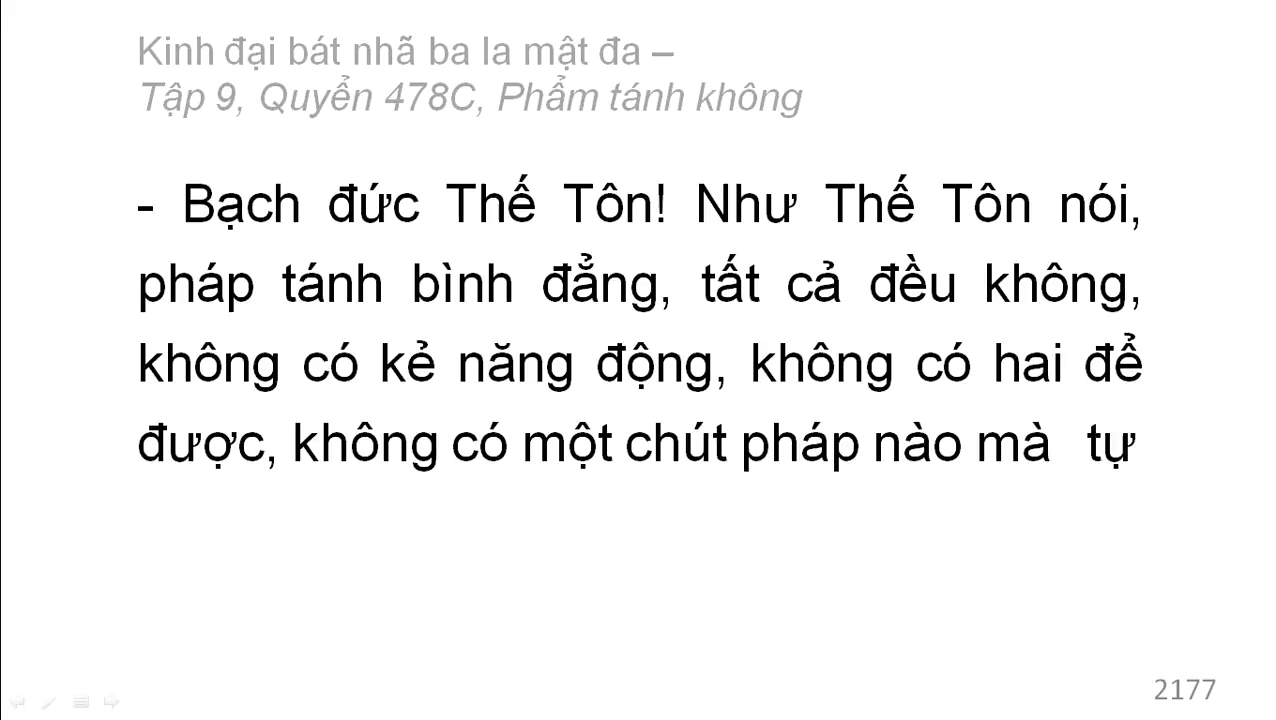 Kinh đại bát nhã ba la mật đa –
Tập 9, Quyển 478C, Phẩm tánh không
- Bạch đức Thế Tôn! Như Thế Tôn nói,
pháp tánh bình đẳng, tất cả đều không,
không có kẻ năng động, không có hai để
được, không có một chút pháp nào mà tự
2177